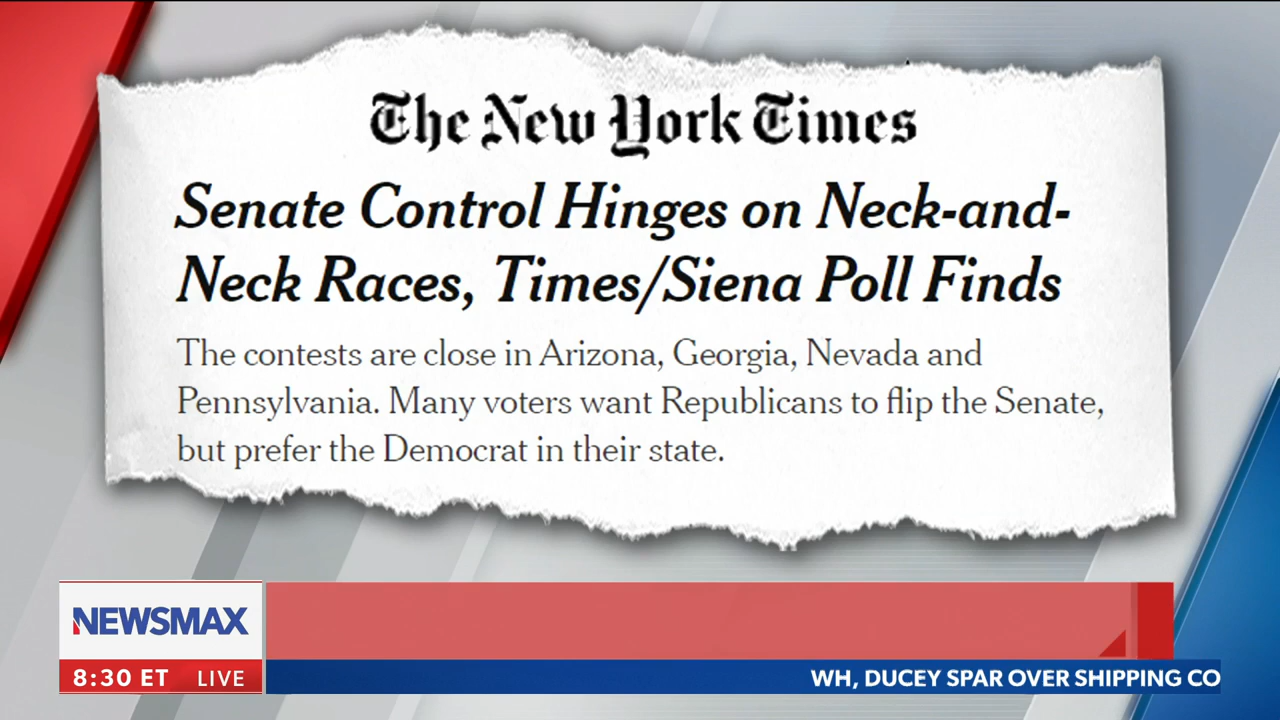 The New York Times
Senate Control Hinges on Neck-and-
Neck Races, Times/Siena Poll Finds
The contests are close in Arizona, Georgia, Nevada and
Pennsylvania. Many voters want Republicans to flip the Senate,
but prefer the Democrat in their state.
NEWSMAX
8:30 ET LIVE
WH, DUCEY SPAR OVER SHIPPING CO